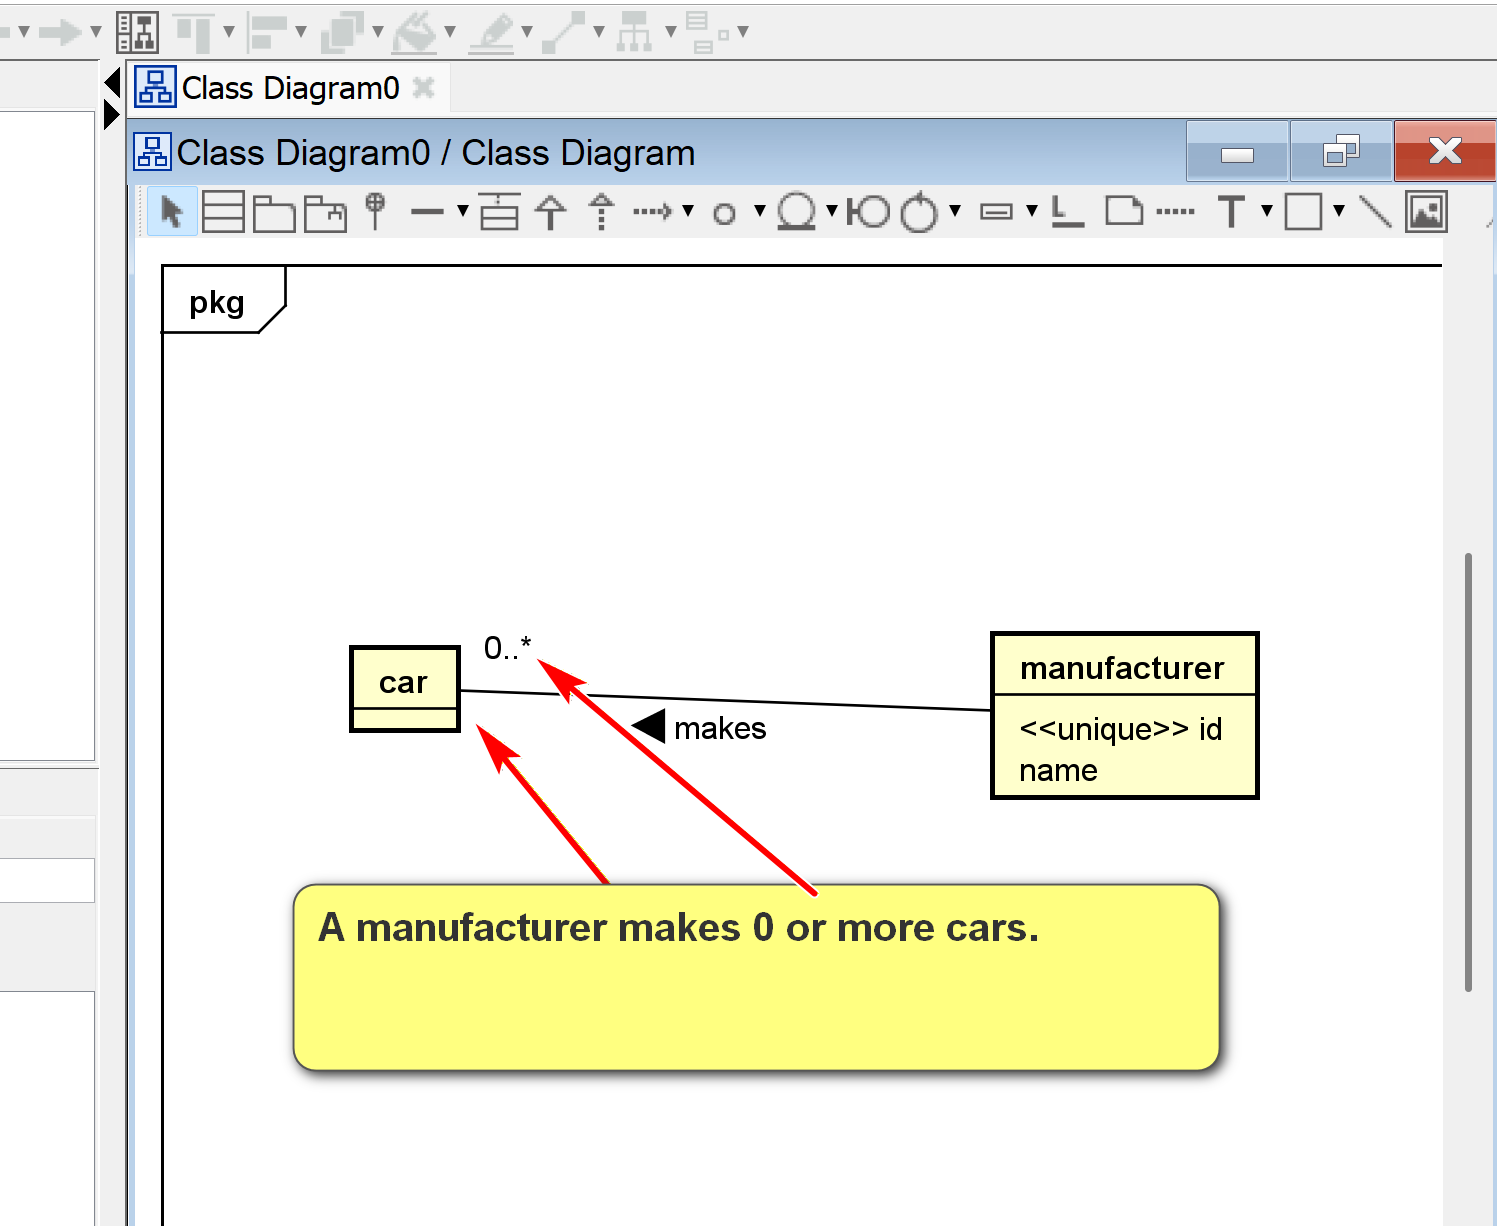 Class Diagram0
Class Diagram0 / Class Diagram
T
pkg
0..*
car
makes
manufacturer
<<unique>> id
name
A manufacturer makes 0 or more cars.